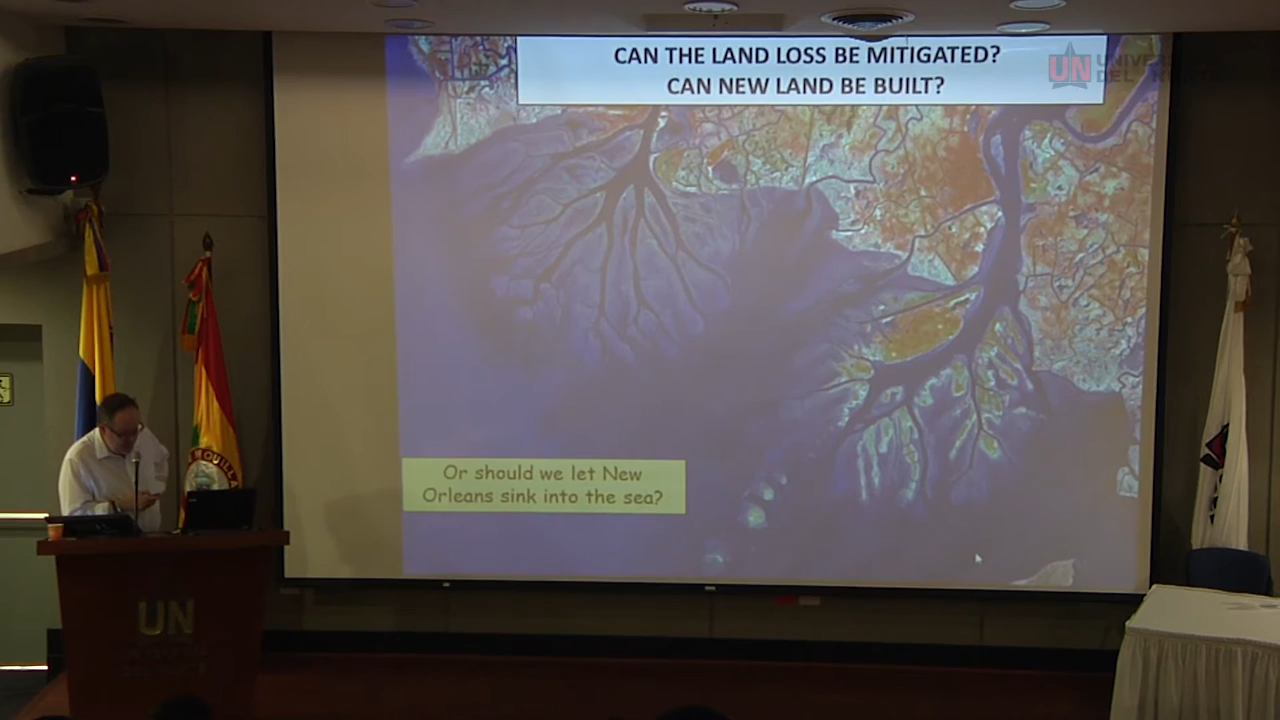 CAN THE LAND LOSS BE MITIGATED?
CAN NEW LAND BE BUILT?
UN
Or should we let New
Orleans sink into the sea?
UN